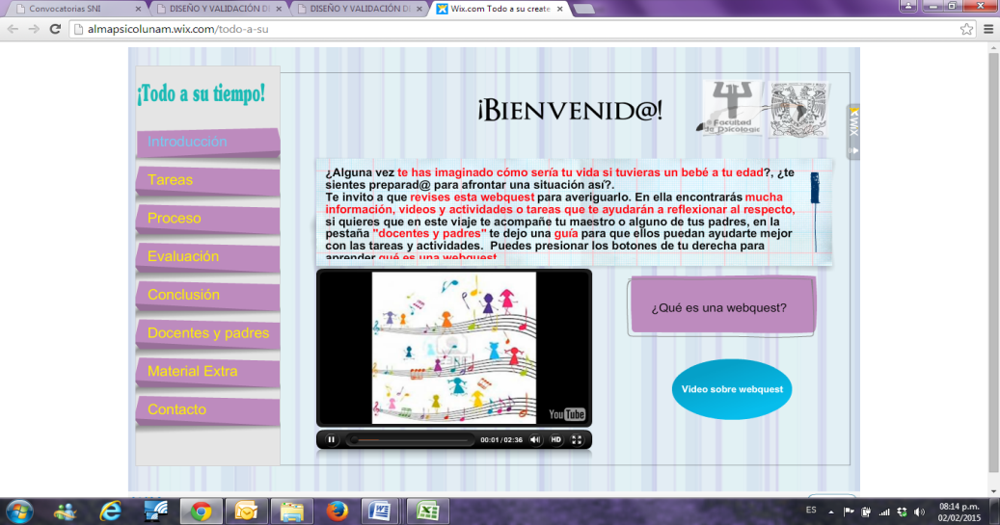 Convocatorias SNI
DISEÑO Y VALIDACIÓN DE
DISEÑO Y VALIDACIÓN DE
Wix.com Todo a su create
almapsicolunam.wix.com/todo-a-su
¡Todo a su tiempo!
Introducción
Tareas
Proceso
Evaluación
Conclusión
Docentes y padres
Material Extra
Contacto
¡BIENVENID@!
Facultad
de Psicología
WIX
¿Alguna vez te has imaginado cómo sería tu vida si tuvieras un bebé a tu edad?, ¿te
sientes preparad@ para afrontar una situación así?.
Te invito a que revises esta webquest para averiguarlo. En ella encontrarás mucha
información, videos y actividades o tareas que te ayudarán a reflexionar al respecto,
si quieres que en este viaje te acompañe tu maestro o alguno de tus padres, en la
pestaña "docentes y padres" te dejo una guía para que ellos puedan ayudarte mejor
con las tareas y actividades. Puedes presionar los botones de tu derecha para
aprender qué es una webquest
YouTube
00:01 / 02:36
HD
¿Qué es una webquest?
Video sobre webquest
ES
08:14 p.m.
02/02/2015